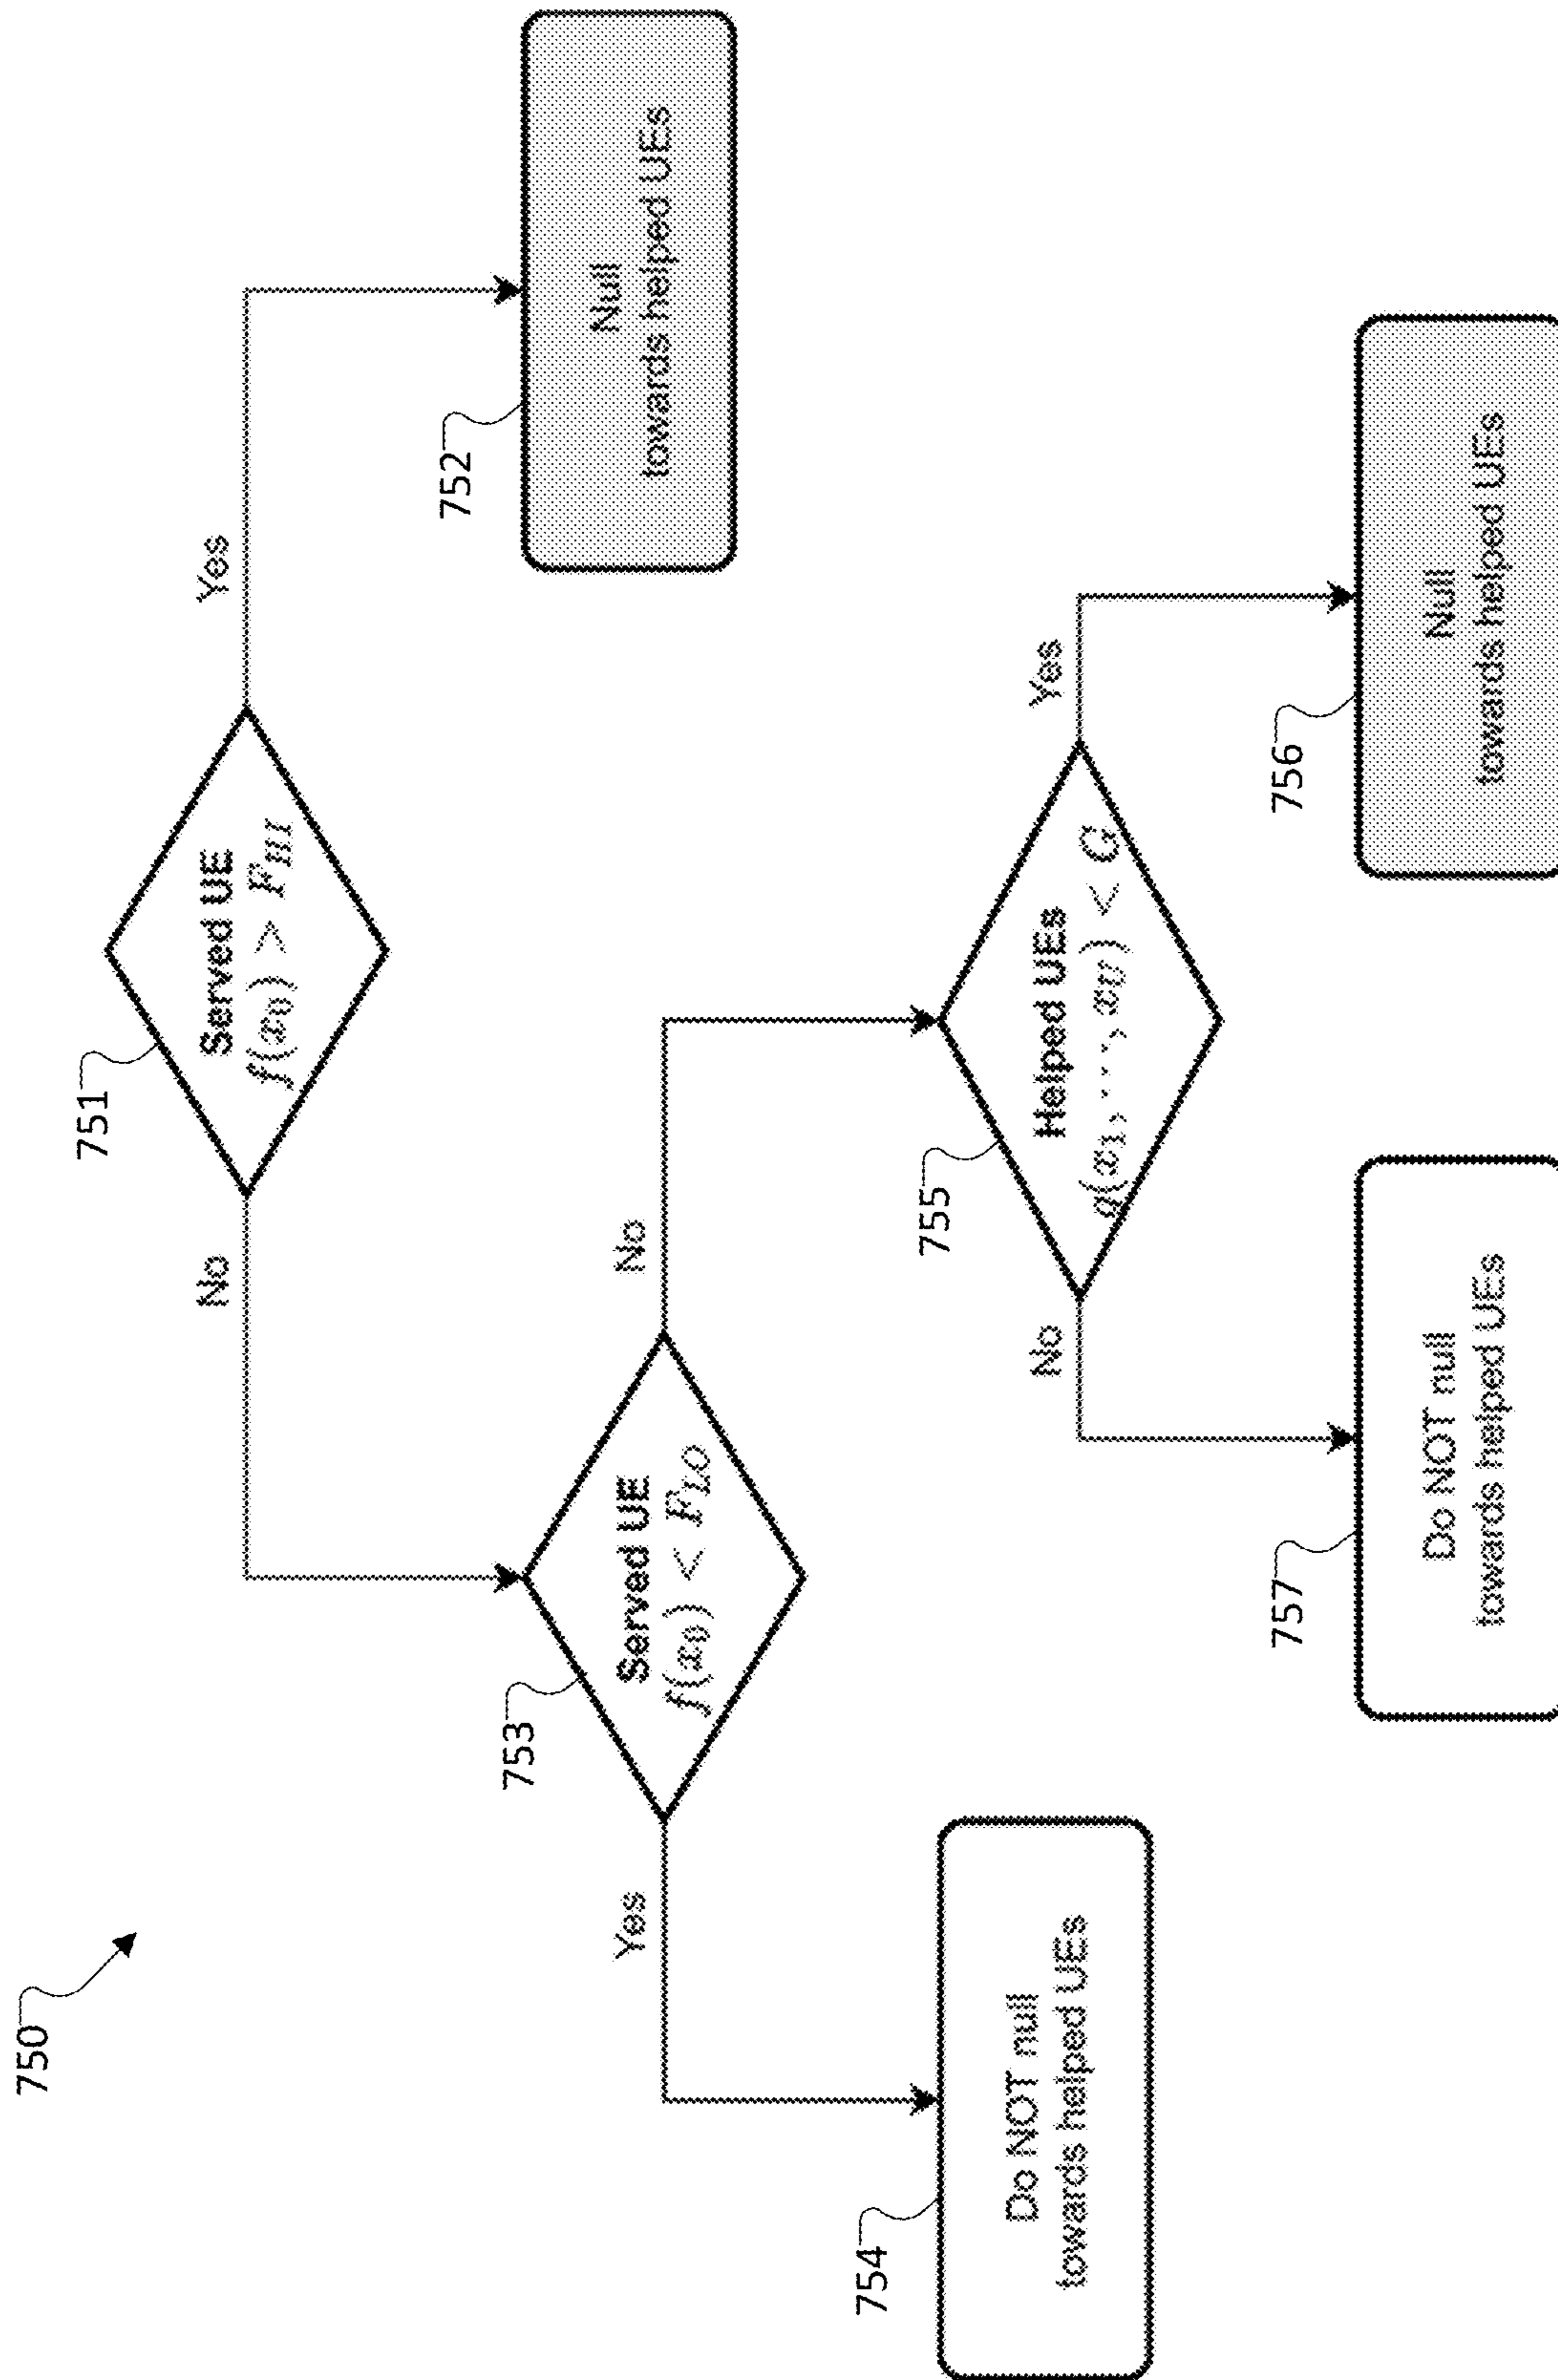 750
751
Served UE
f(x₀) > F_HI
No
Yes
752
Null
towards helped UEs
753
Served UE
f(x₀) < F_LO
Yes
No
754
Do NOT null
towards helped UEs
755
Helped UEs
g(x₁, ..., x_U) < G
No
Yes
757
Do NOT null
towards helped UEs
756
Null
towards helped UEs